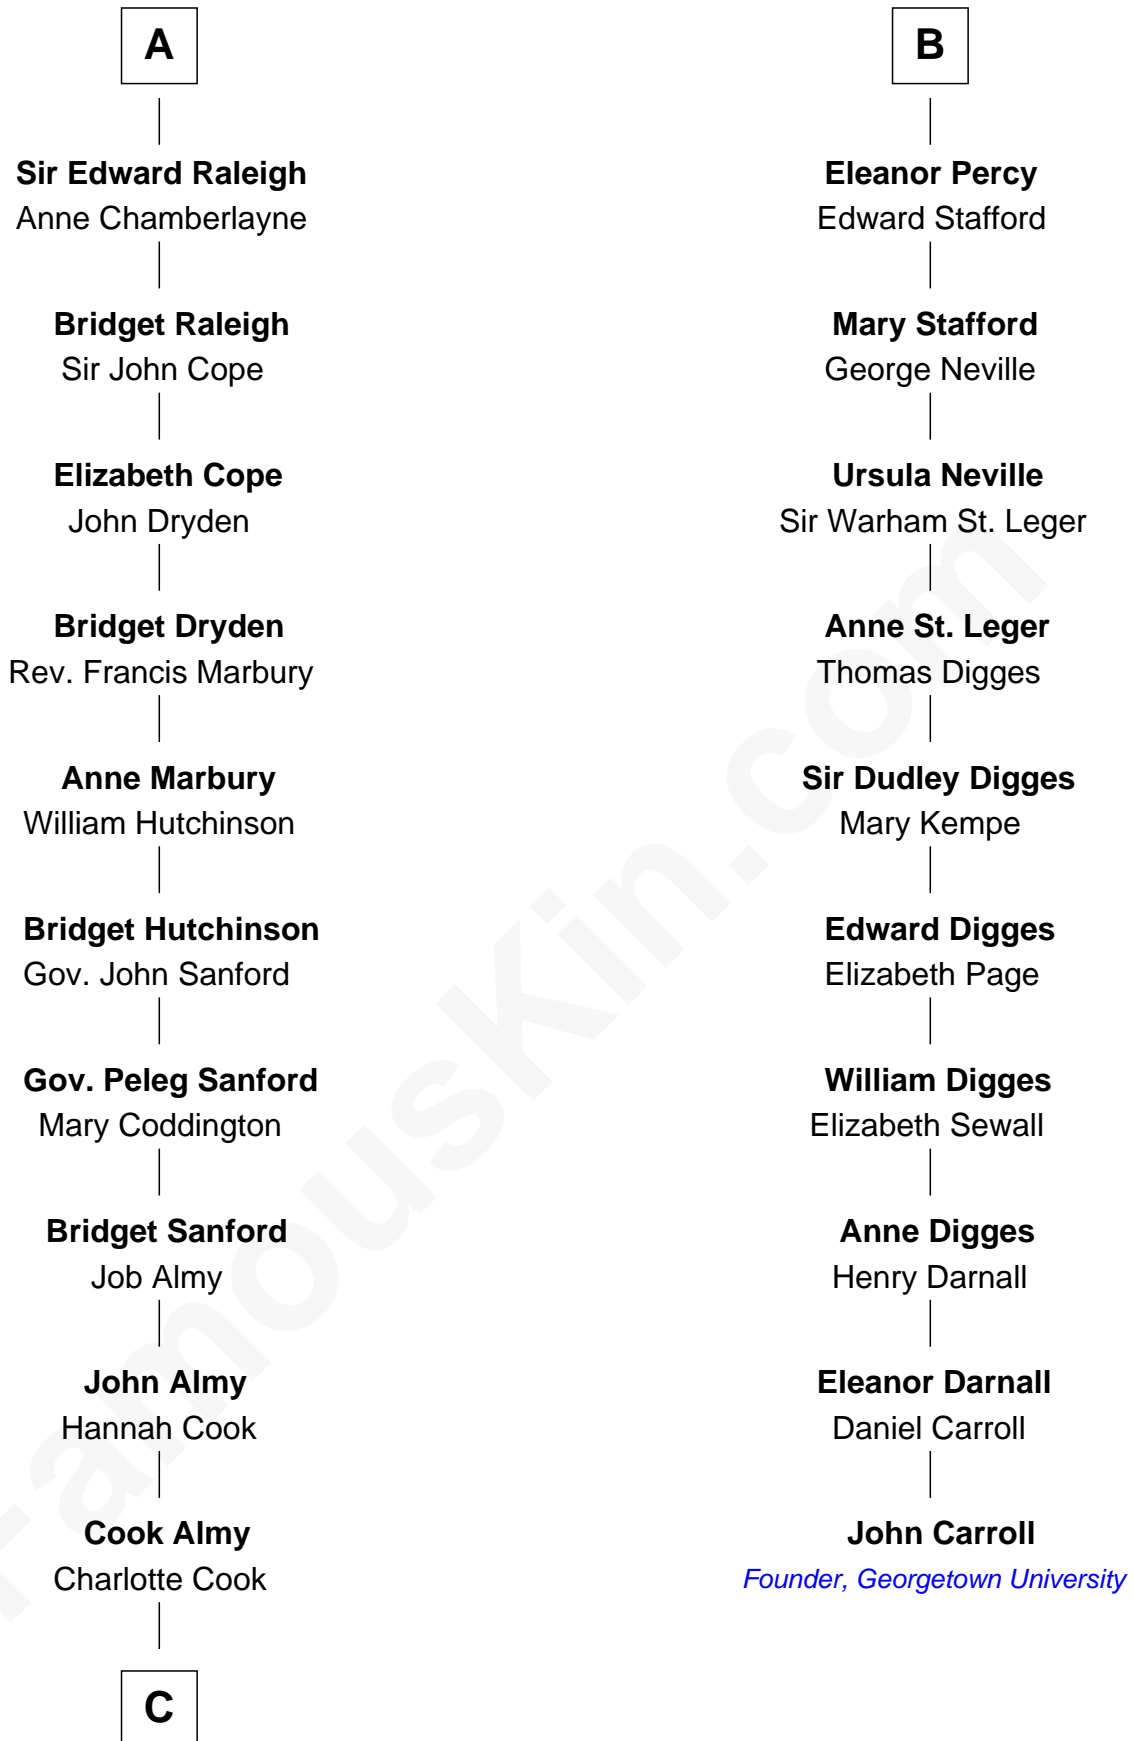 A
Sir Edward Raleigh
Anne Chamberlayne
Bridget Raleigh
Sir John Cope
Elizabeth Cope
John Dryden
Bridget Dryden
Rev. Francis Marbury
Anne Marbury
William Hutchinson
Bridget Hutchinson
Gov. John Sanford
Gov. Peleg Sanford
Mary Coddington
Bridget Sanford
Job Almy
John Almy
Hannah Cook
Cook Almy
Charlotte Cook
C
B
Eleanor Percy
Edward Stafford
Mary Stafford
George Neville
Ursula Neville
Sir Warham St. Leger
Anne St. Leger
Thomas Digges
Sir Dudley Digges
Mary Kempe
Edward Digges
Elizabeth Page
William Digges
Elizabeth Sewall
Anne Digges
Henry Darnall
Eleanor Darnall
Daniel Carroll
John Carroll
Founder, Georgetown University
FamousKin.com